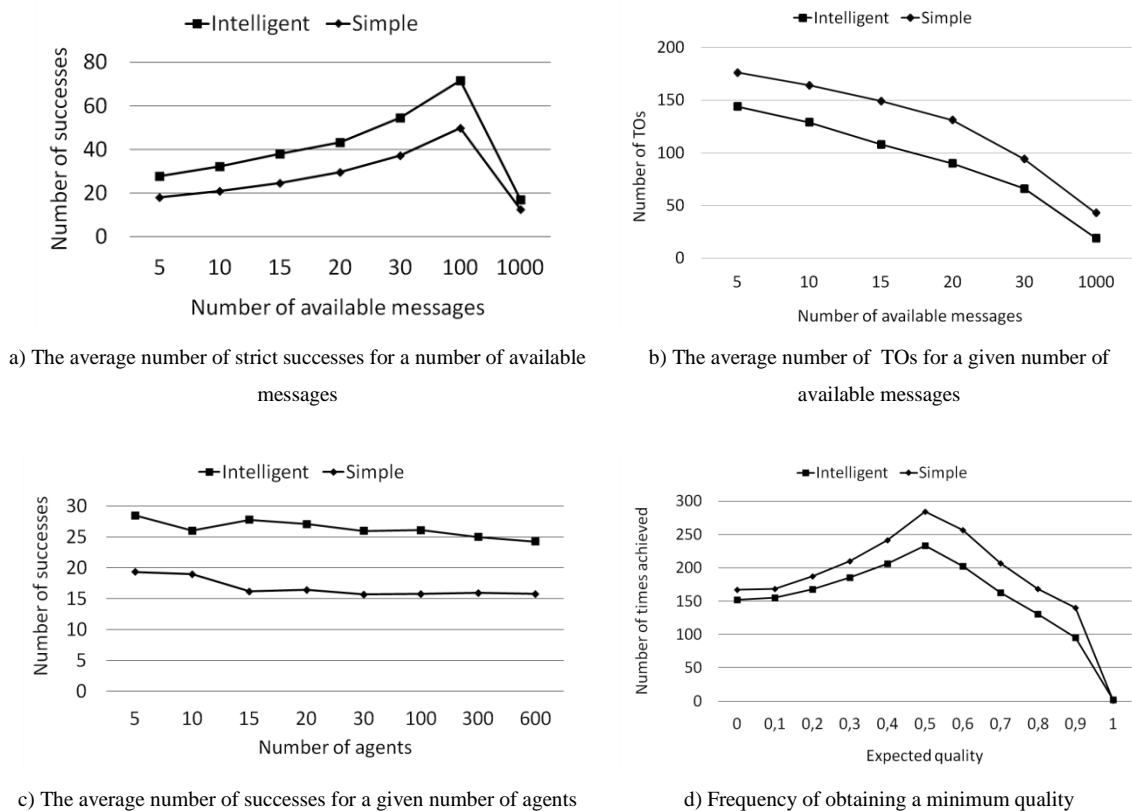 Intelligent Simple
Number of successes
80
60
40
20
0
5 10 15 20 30 100 1000
Number of available messages
a) The average number of strict successes for a number of available
messages
Intelligent Simple
Number of TOs
200
150
100
50
0
5 10 15 20 30 1000
Number of available messages
b) The average number of TOs for a given number of
available messages
Intelligent Simple
Number of successes
30
25
20
15
10
5
0
5 10 15 20 30 100 300 600
Number of agents
c) The average number of successes for a given number of agents
Intelligent Simple
Number of times achieved
300
250
200
150
100
50
0
0 0,1 0,2 0,3 0,4 0,5 0,6 0,7 0,8 0,9 1
Expected quality
d) Frequency of obtaining a minimum quality